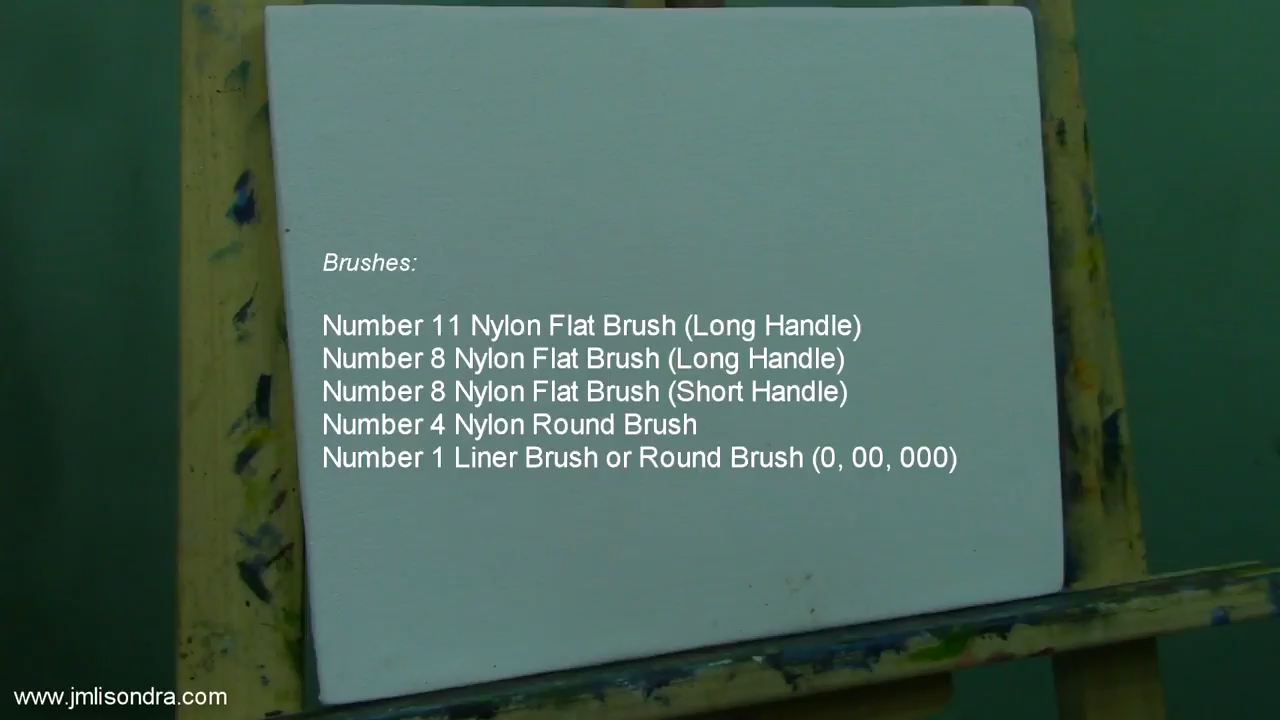 Brushes:
Number 11 Nylon Flat Brush (Long Handle)
Number 8 Nylon Flat Brush (Long Handle)
Number 8 Nylon Flat Brush (Short Handle)
Number 4 Nylon Round Brush
Number 1 Liner Brush or Round Brush (0, 00, 000)
www.jmlisondra.com